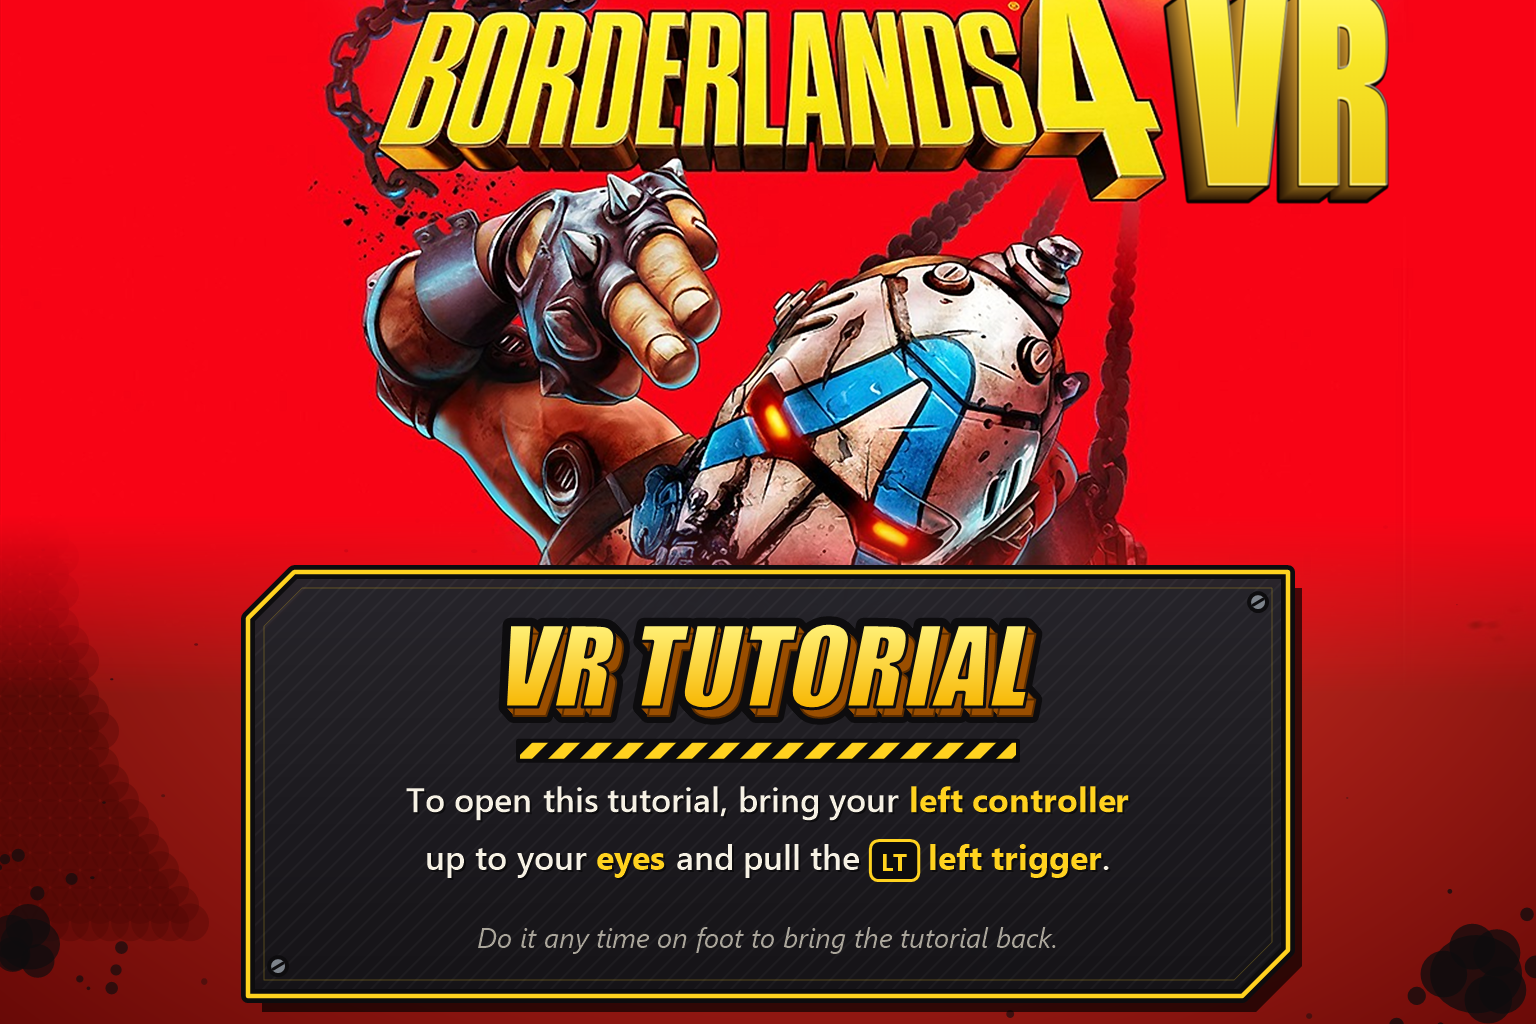 BORDERLANDS® 4 VR
VR TUTORIAL
To open this tutorial, bring your left controller
up to your eyes and pull the LT left trigger.
Do it any time on foot to bring the tutorial back.